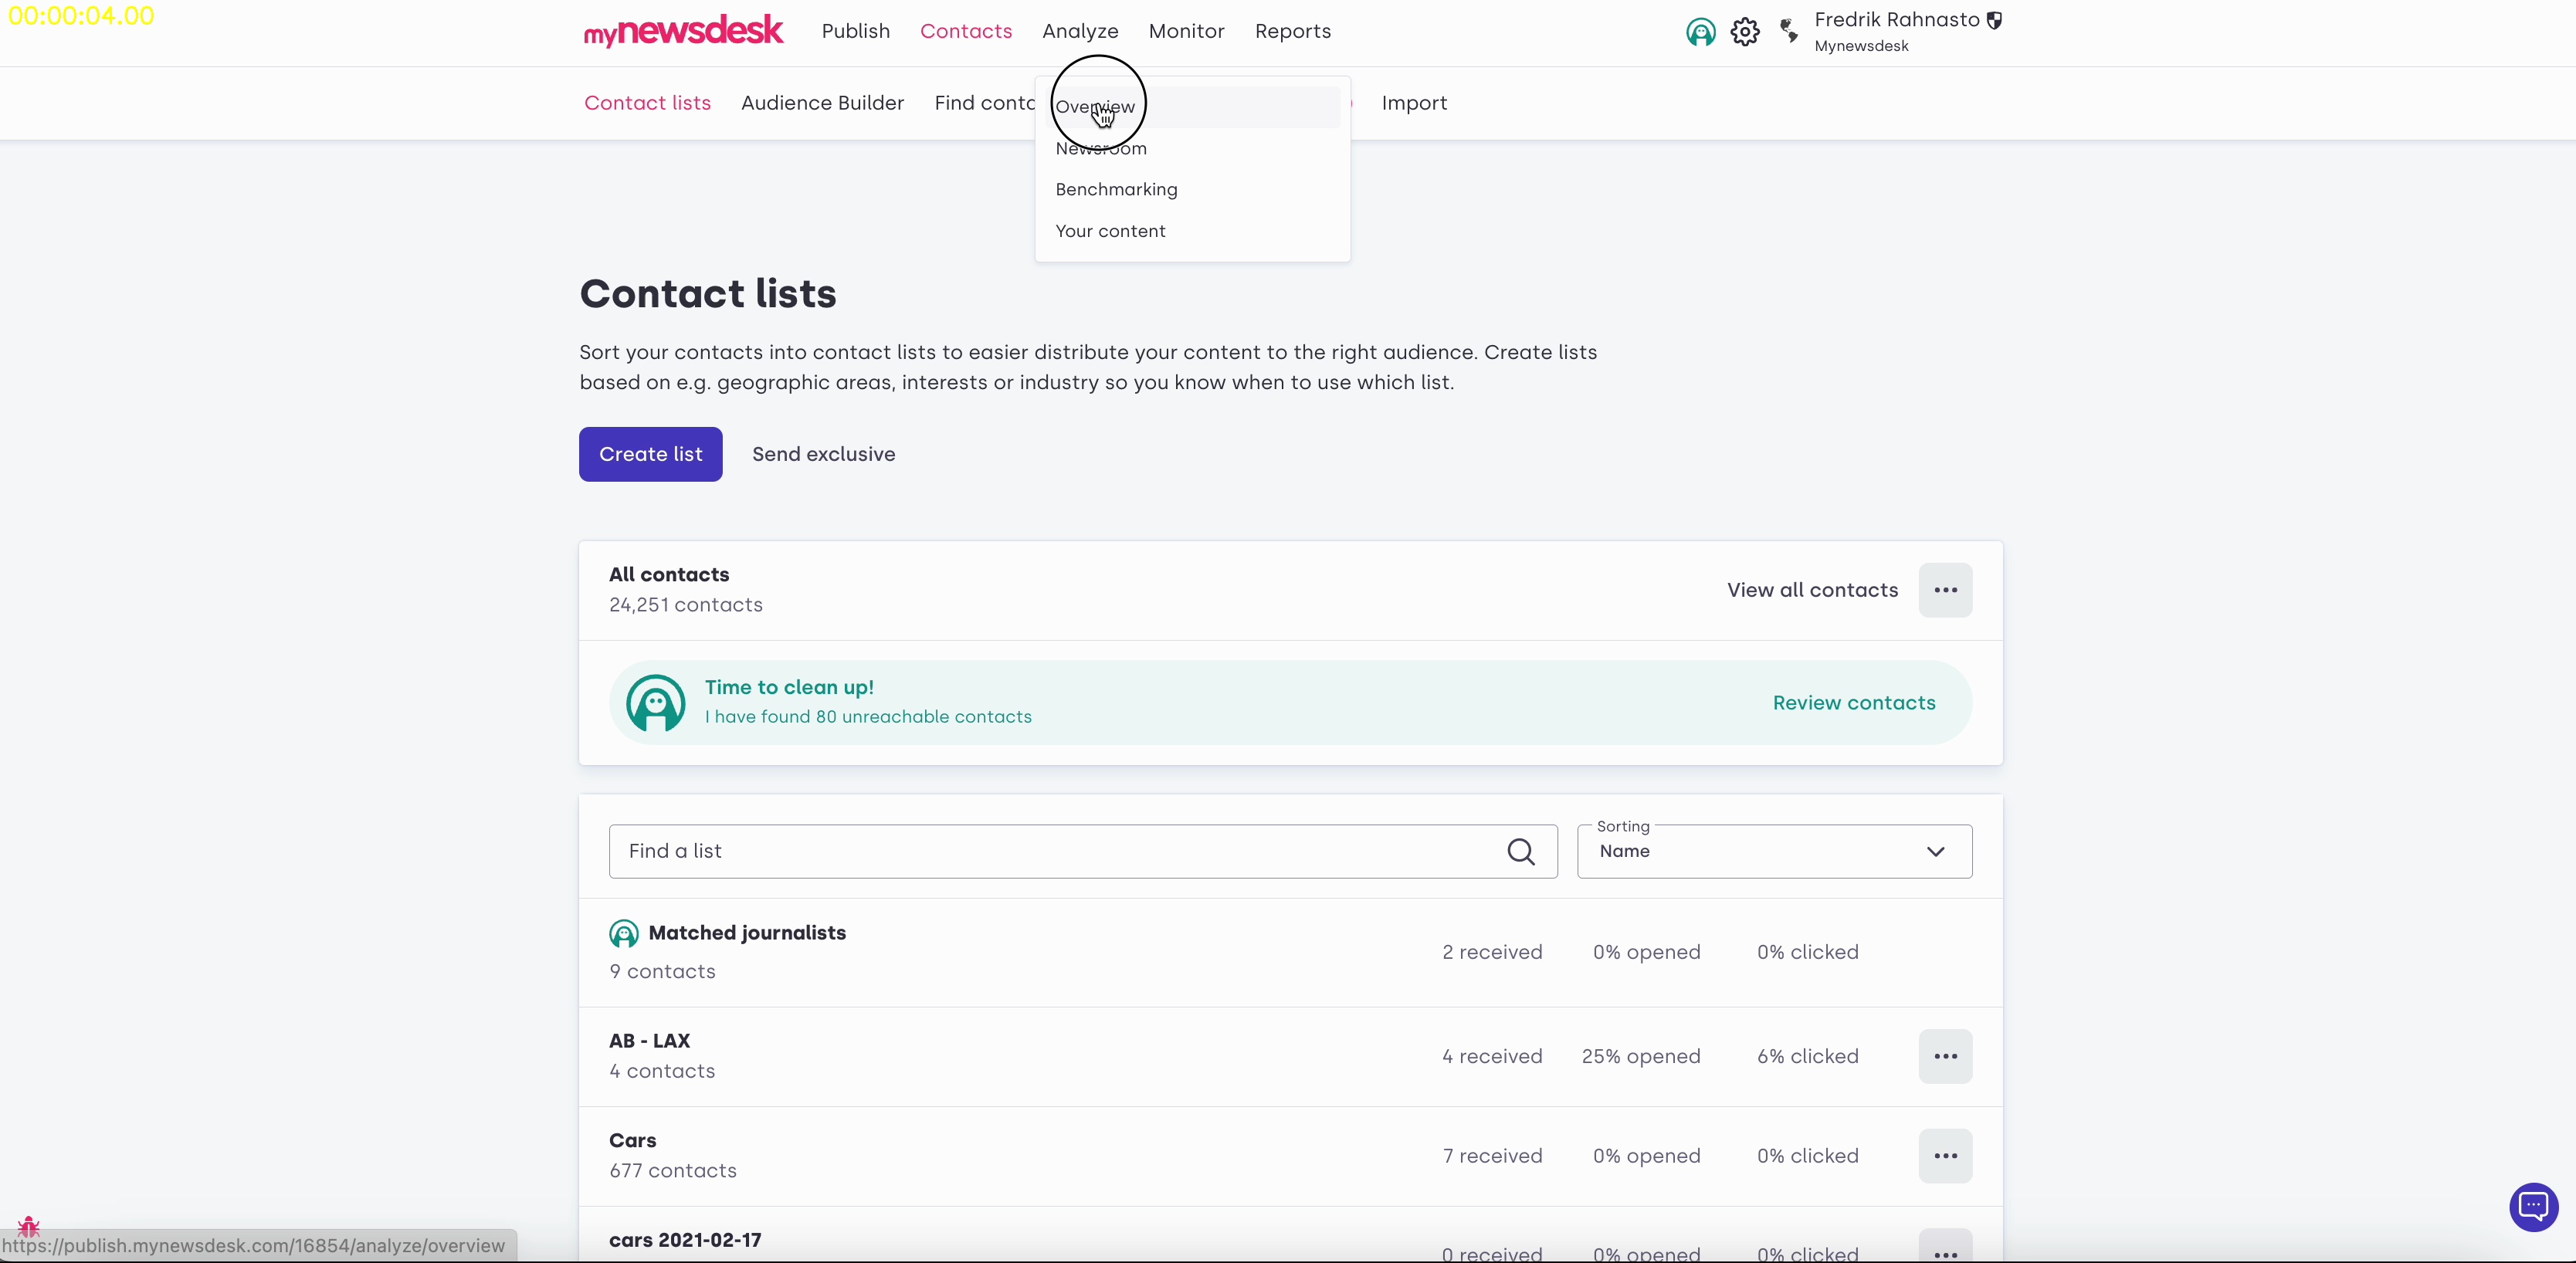 00:00:04.00
mynewsdesk
Publish
Contacts
Analyze
Monitor
Reports
Fredrik Rahnasto
Mynewsdesk
Contact lists
Audience Builder
Find conta
Import
Overview
Newsroom
Benchmarking
Your content
Contact lists
Sort your contacts into contact lists to easier distribute your content to the right audience. Create lists
based on e.g. geographic areas, interests or industry so you know when to use which list.
Create list
Send exclusive
All contacts
24,251 contacts
View all contacts
Time to clean up!
I have found 80 unreachable contacts
Review contacts
Find a list
Sorting
Name
Matched journalists
9 contacts
2 received
0% opened
0% clicked
AB - LAX
4 contacts
4 received
25% opened
6% clicked
Cars
677 contacts
7 received
0% opened
0% clicked
cars 2021-02-17
0 received
0% opened
0% clicked
https://publish.mynewsdesk.com/16854/analyze/overview